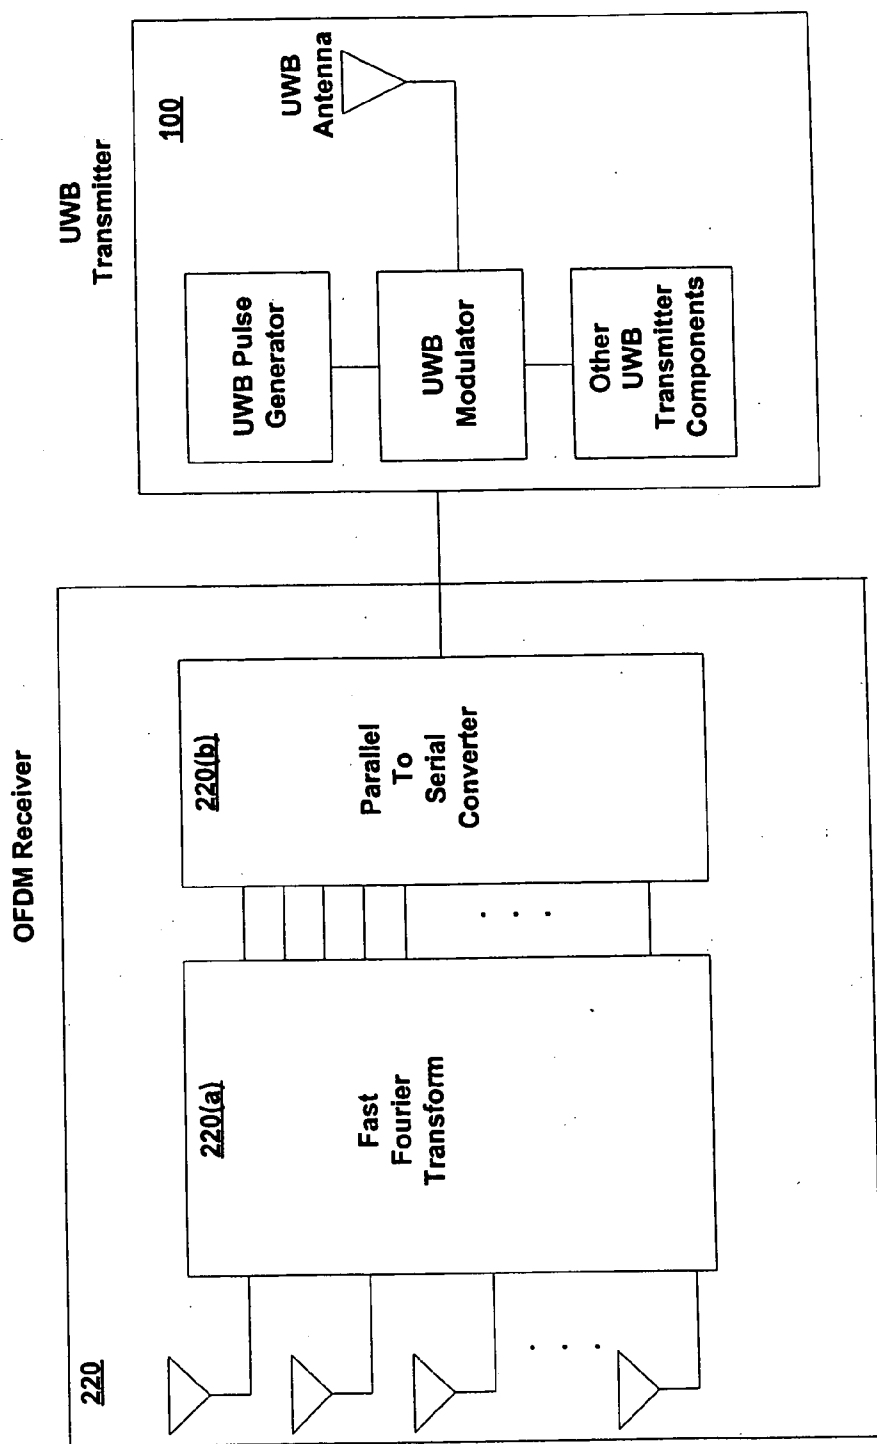 OFDM Receiver
220
220(a)
Fast
Fourier
Transform
220(b)
Parallel
To
Serial
Converter
. . .
. . .
UWB
Transmitter
100
UWB Pulse
Generator
UWB
Modulator
Other
UWB
Transmitter
Components
UWB
Antenna